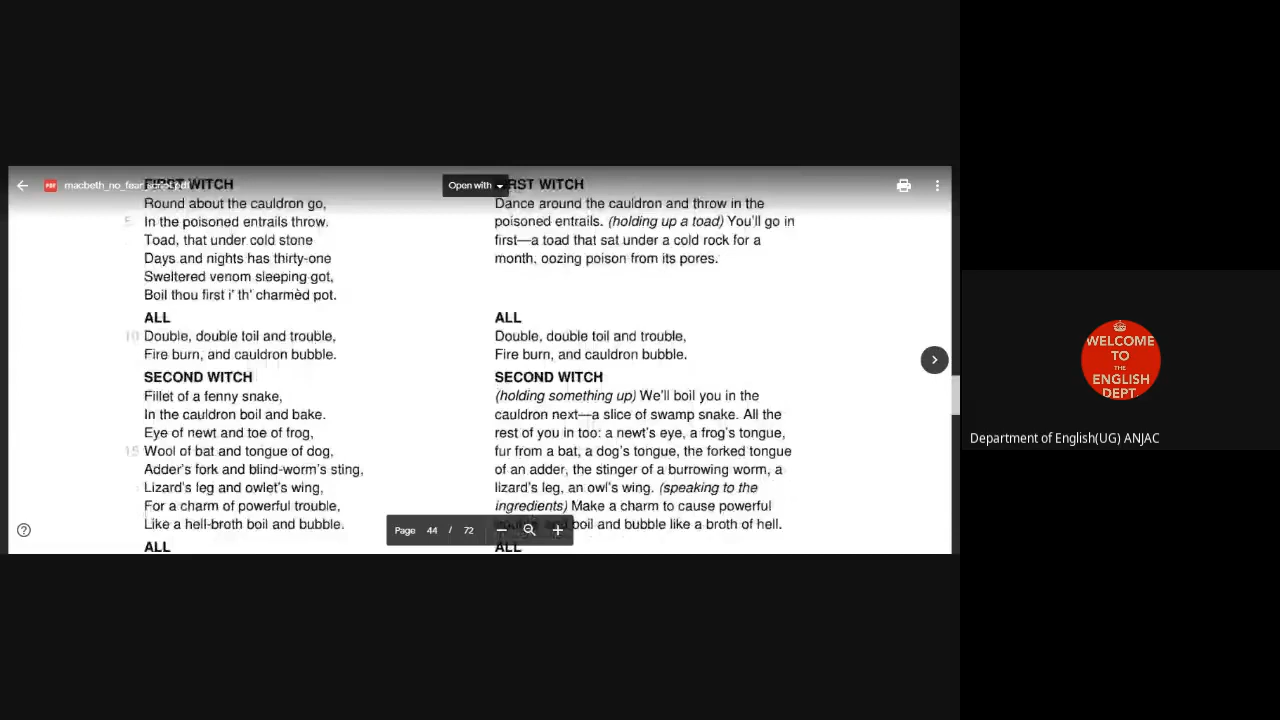 macbeth_no_fear_script.pdf
Open with
FIRST WITCH
Round about the cauldron go,
5 In the poisoned entrails throw.
Toad, that under cold stone
Days and nights has thirty-one
Sweltered venom sleeping got,
Boil thou first i' th' charmèd pot.
ALL
10 Double, double toil and trouble,
Fire burn, and cauldron bubble.
SECOND WITCH
Fillet of a fenny snake,
In the cauldron boil and bake.
Eye of newt and toe of frog,
15 Wool of bat and tongue of dog,
Adder's fork and blind-worm's sting,
Lizard's leg and owlet's wing,
For a charm of powerful trouble,
Like a hell-broth boil and bubble.
ALL
FIRST WITCH
Dance around the cauldron and throw in the
poisoned entrails. (holding up a toad) You'll go in
first—a toad that sat under a cold rock for a
month, oozing poison from its pores.
ALL
Double, double toil and trouble,
Fire burn, and cauldron bubble.
SECOND WITCH
(holding something up) We'll boil you in the
cauldron next—a slice of swamp snake. All the
rest of you in too: a newt's eye, a frog's tongue,
fur from a bat, a dog's tongue, the forked tongue
of an adder, the stinger of a burrowing worm, a
lizard's leg, an owl's wing. (speaking to the
ingredients) Make a charm to cause powerful
and boil and bubble like a broth of hell.
ALL
Page 44 / 72
WELCOME
TO
THE
ENGLISH
DEPT.
Department of English(UG) ANJAC